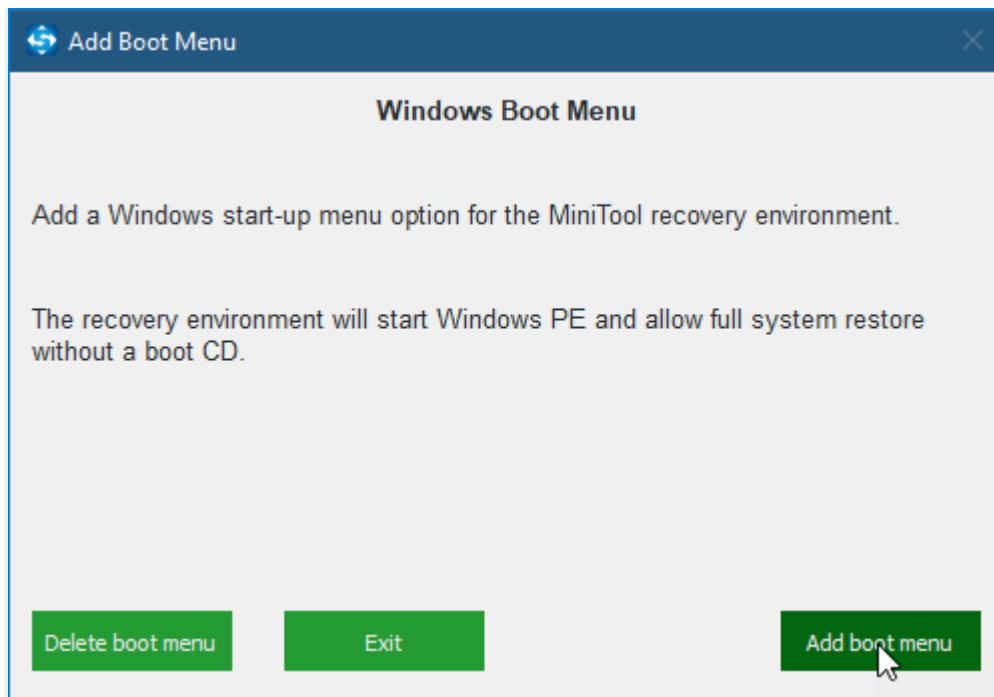 Add Boot Menu
Windows Boot Menu
Add a Windows start-up menu option for the MiniTool recovery environment.
The recovery environment will start Windows PE and allow full system restore
without a boot CD.
Delete boot menu
Exit
Add boot menu